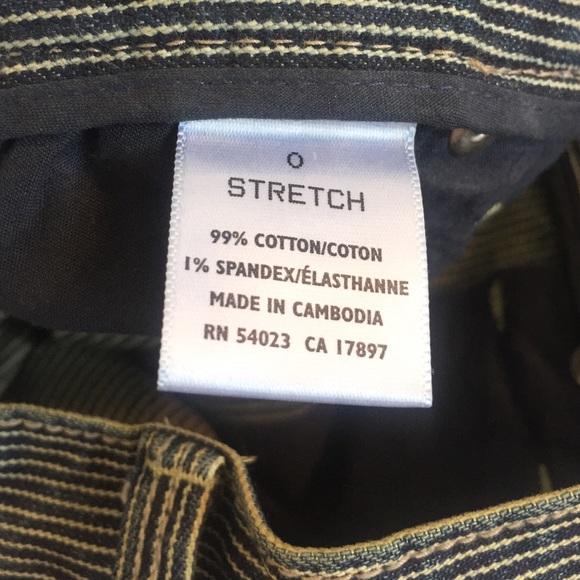 0
STRETCH
99% COTTON/COTON
1% SPANDEX/ÉLASTHANNE
MADE IN CAMBODIA
RN 54023 CA 17897